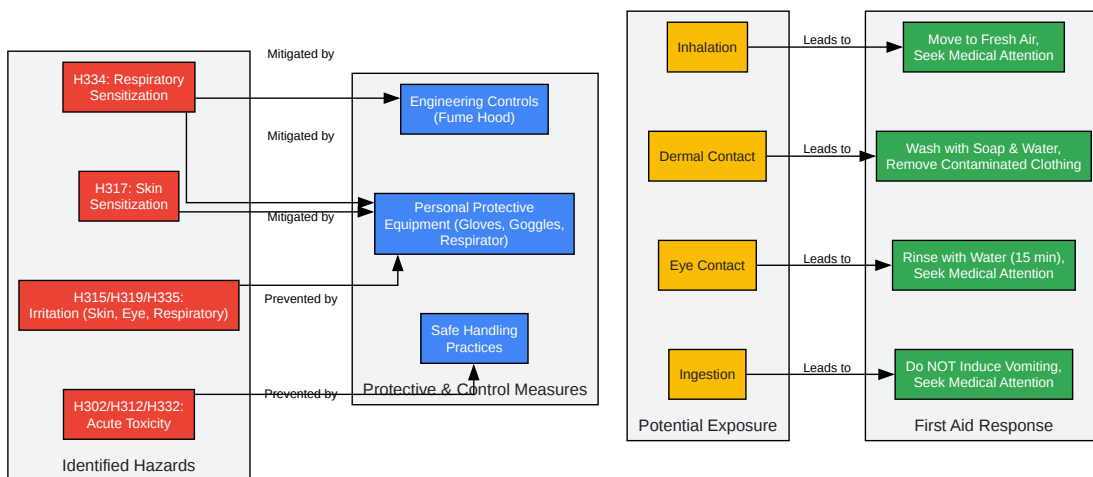 H334: Respiratory
Sensitization
H317: Skin
Sensitization
H315/H319/H335:
Irritation (Skin, Eye, Respiratory)
H302/H312/H332:
Acute Toxicity
Identified Hazards
Mitigated by
Mitigated by
Mitigated by
Prevented by
Prevented by
Engineering Controls
(Fume Hood)
Personal Protective
Equipment (Gloves, Goggles,
Respirator)
Safe Handling
Practices
Protective & Control Measures
Inhalation
Dermal Contact
Eye Contact
Ingestion
Potential Exposure
Leads to
Leads to
Leads to
Leads to
Move to Fresh Air,
Seek Medical Attention
Wash with Soap & Water,
Remove Contaminated Clothing
Rinse with Water (15 min),
Seek Medical Attention
Do NOT Induce Vomiting,
Seek Medical Attention
First Aid Response